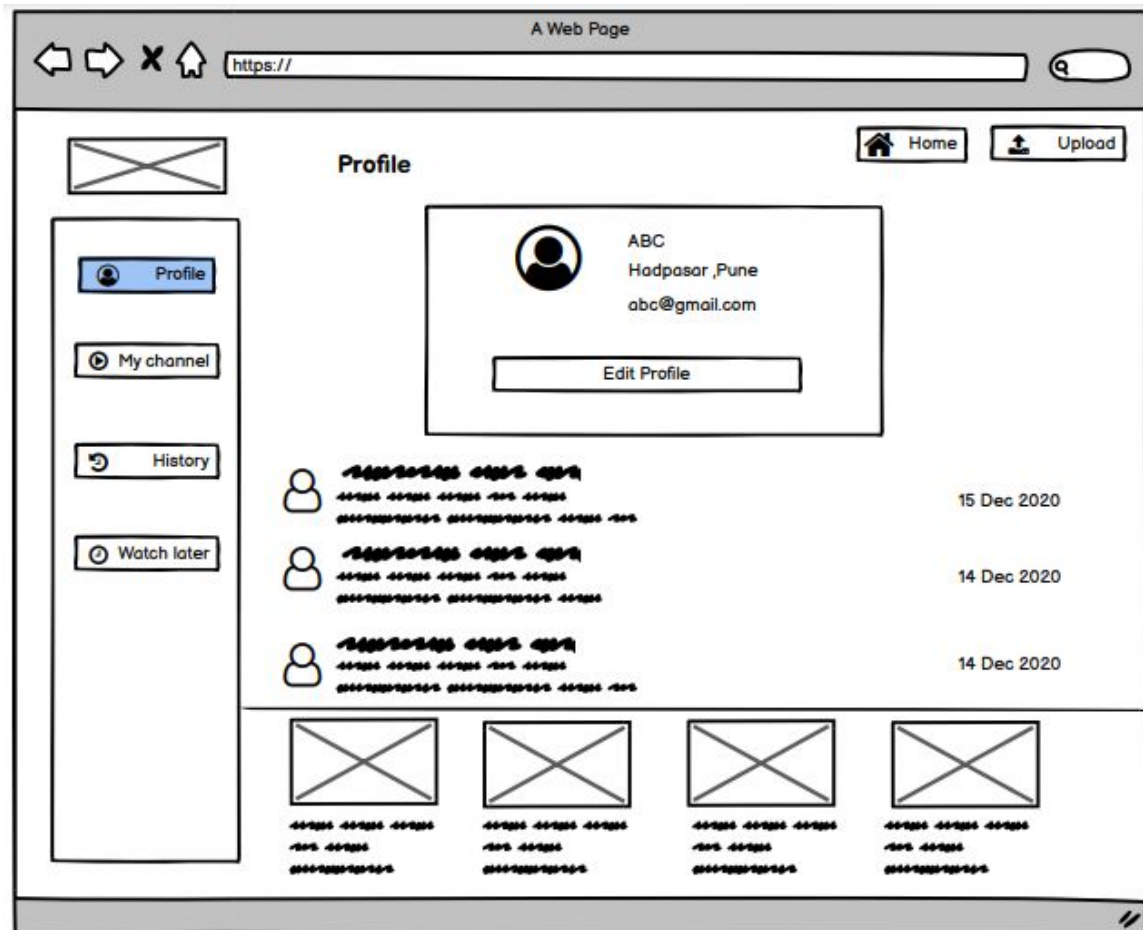 A Web Page
https://
Home
Upload
Profile
Profile
My channel
History
Watch later
ABC
Hadpasar ,Pune
abc@gmail.com
Edit Profile
15 Dec 2020
14 Dec 2020
14 Dec 2020